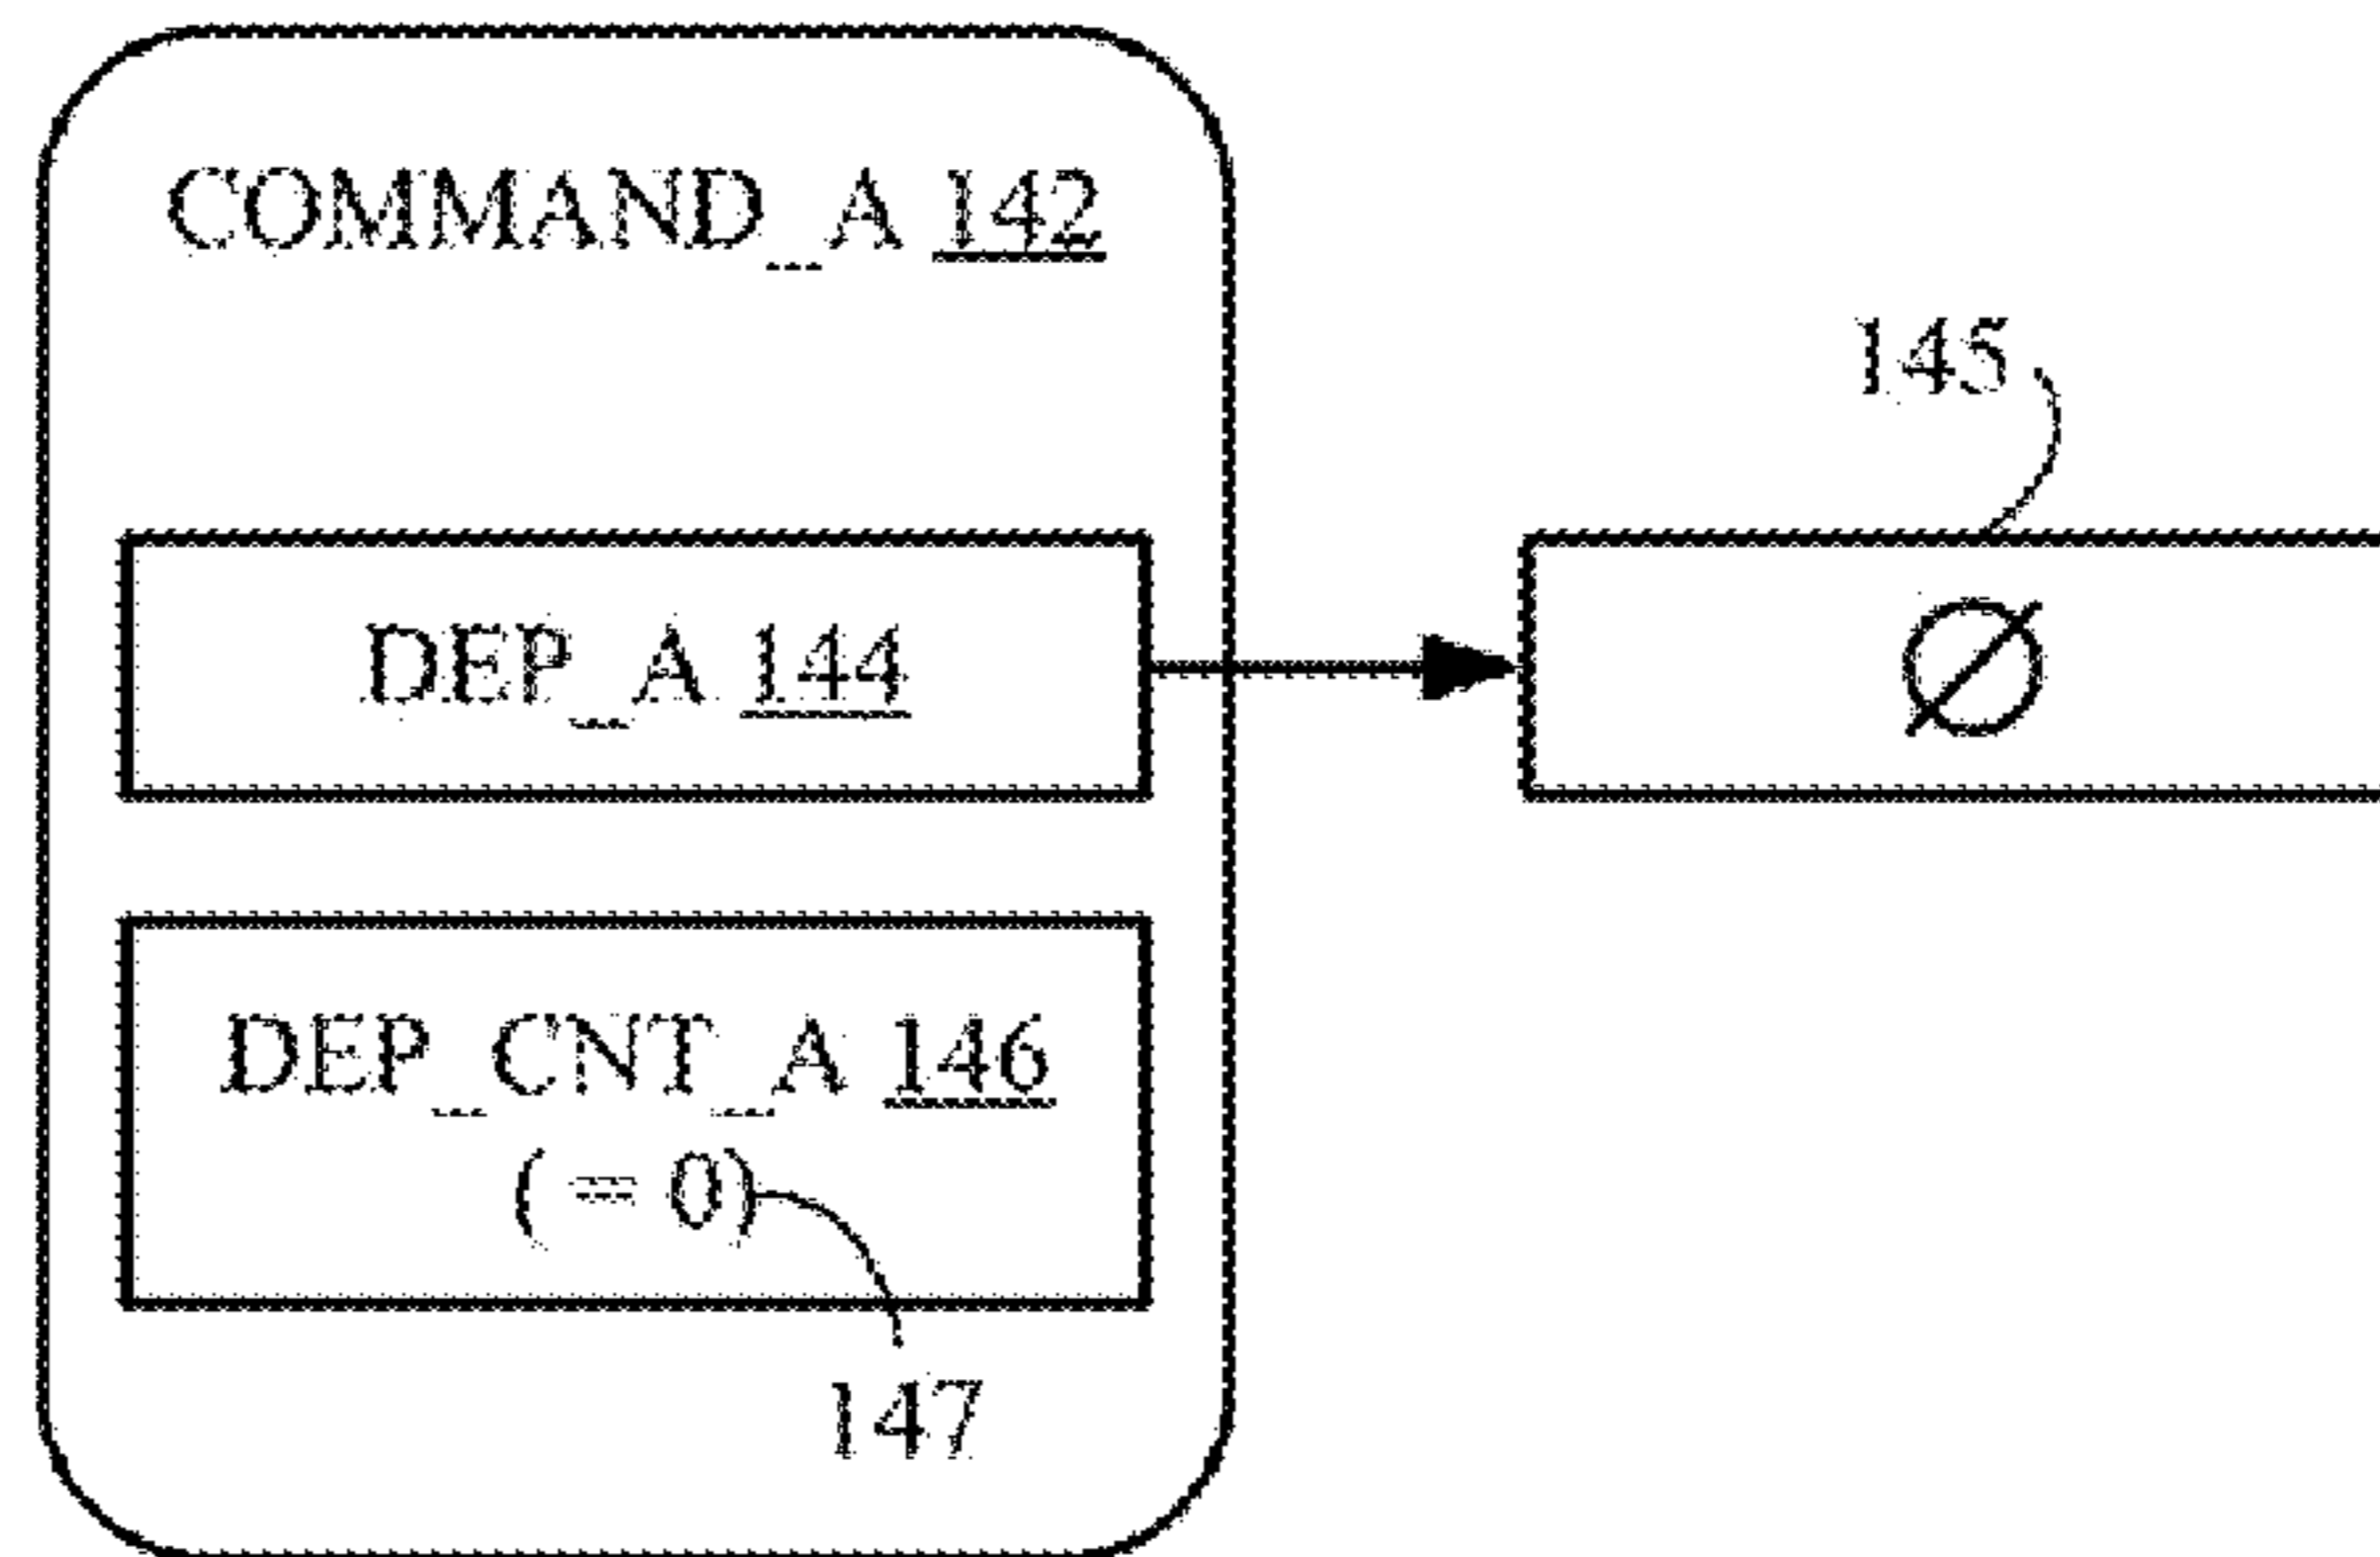 COMMAND_A 142
145
DEP_A 144
Ø
DEP_CNT_A 146
( = 0)
147